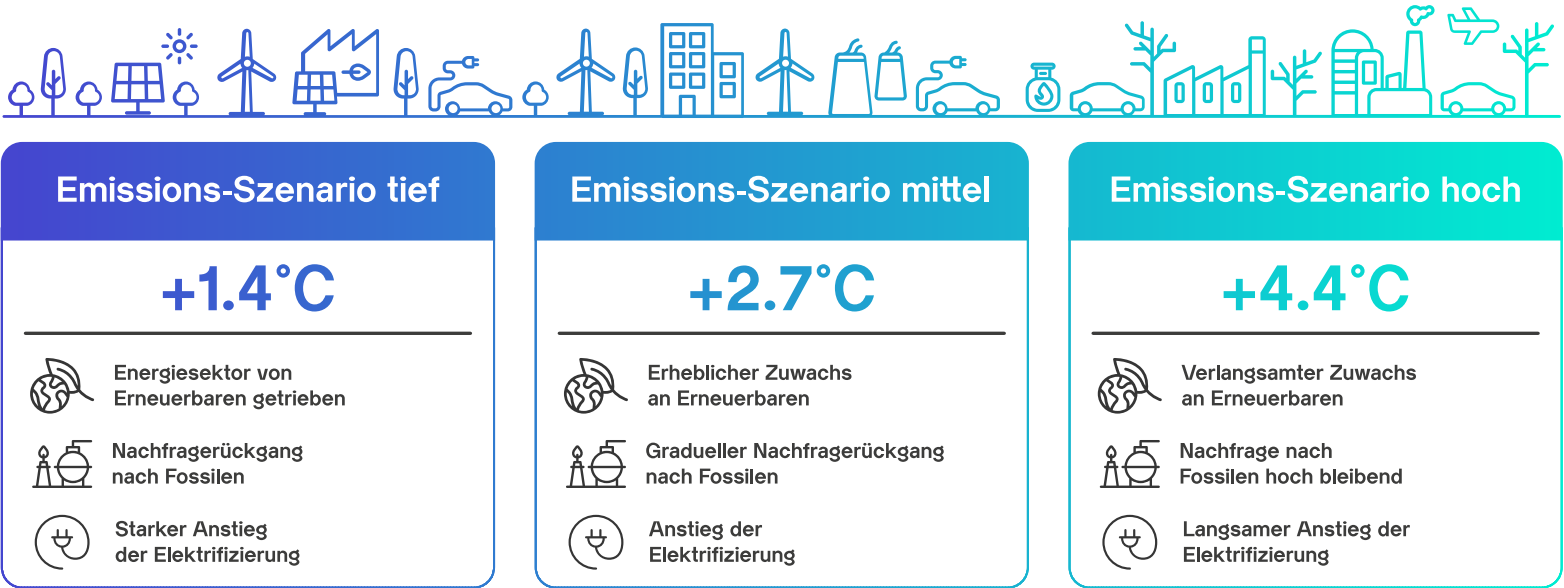 Emissions-Szenario tief
+1.4°C
Energiesektor von
Erneuerbaren getrieben
Nachfragerückgang
nach Fossilen
Starker Anstieg
der Elektrifizierung
Emissions-Szenario mittel
+2.7°C
Erheblicher Zuwachs
an Erneuerbaren
Gradueller Nachfragerückgang
nach Fossilen
Anstieg der
Elektrifizierung
Emissions-Szenario hoch
+4.4°C
Verlangsamter Zuwachs
an Erneuerbaren
Nachfrage nach
Fossilen hoch bleibend
Langsamer Anstieg der
Elektrifizierung